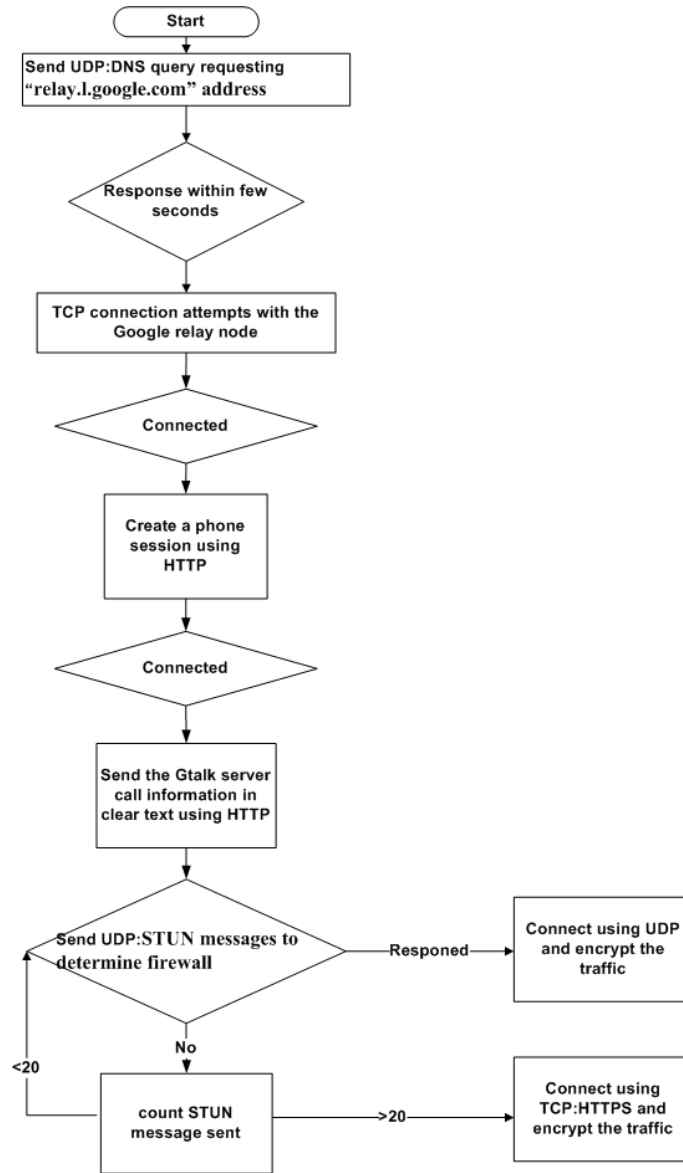 Start
Send UDP:DNS query requesting
“relay.l.google.com” address
Response within few
seconds
TCP connection attempts with the
Google relay node
Connected
Create a phone
session using
HTTP
Connected
Send the Gtalk server
call information in
clear text using HTTP
Send UDP:STUN messages to
determine firewall
Responed
Connect using UDP
and encrypt the
traffic
No
<20
count STUN
message sent
>20
Connect using
TCP:HTTPS and
encrypt the traffic